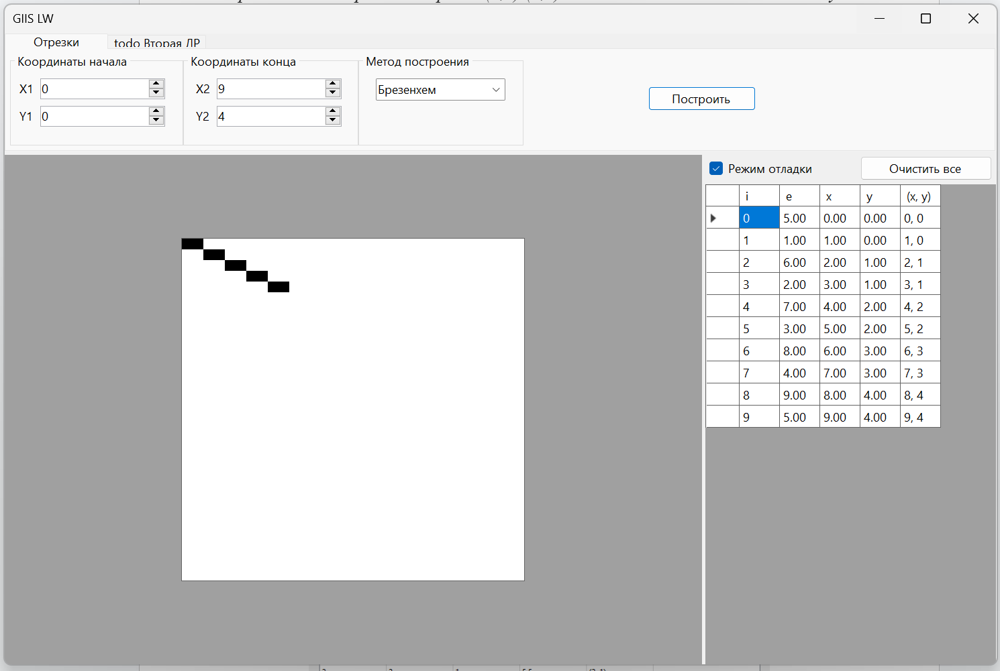 GIIS LW
Отрезки
todo Вторая ЛР
Координаты начала
Координаты конца
Метод построения
X1 0
X2 9
Брезенхем
Построить
Y1 0
Y2 4
Режим отладки
Очистить все
i e x y (x, y)
0 5.00 0.00 0.00 0, 0
1 1.00 1.00 0.00 1, 0
2 6.00 2.00 1.00 2, 1
3 2.00 3.00 1.00 3, 1
4 7.00 4.00 2.00 4, 2
5 3.00 5.00 2.00 5, 2
6 8.00 6.00 3.00 6, 3
7 4.00 7.00 3.00 7, 3
8 9.00 8.00 4.00 8, 4
9 5.00 9.00 4.00 9, 4